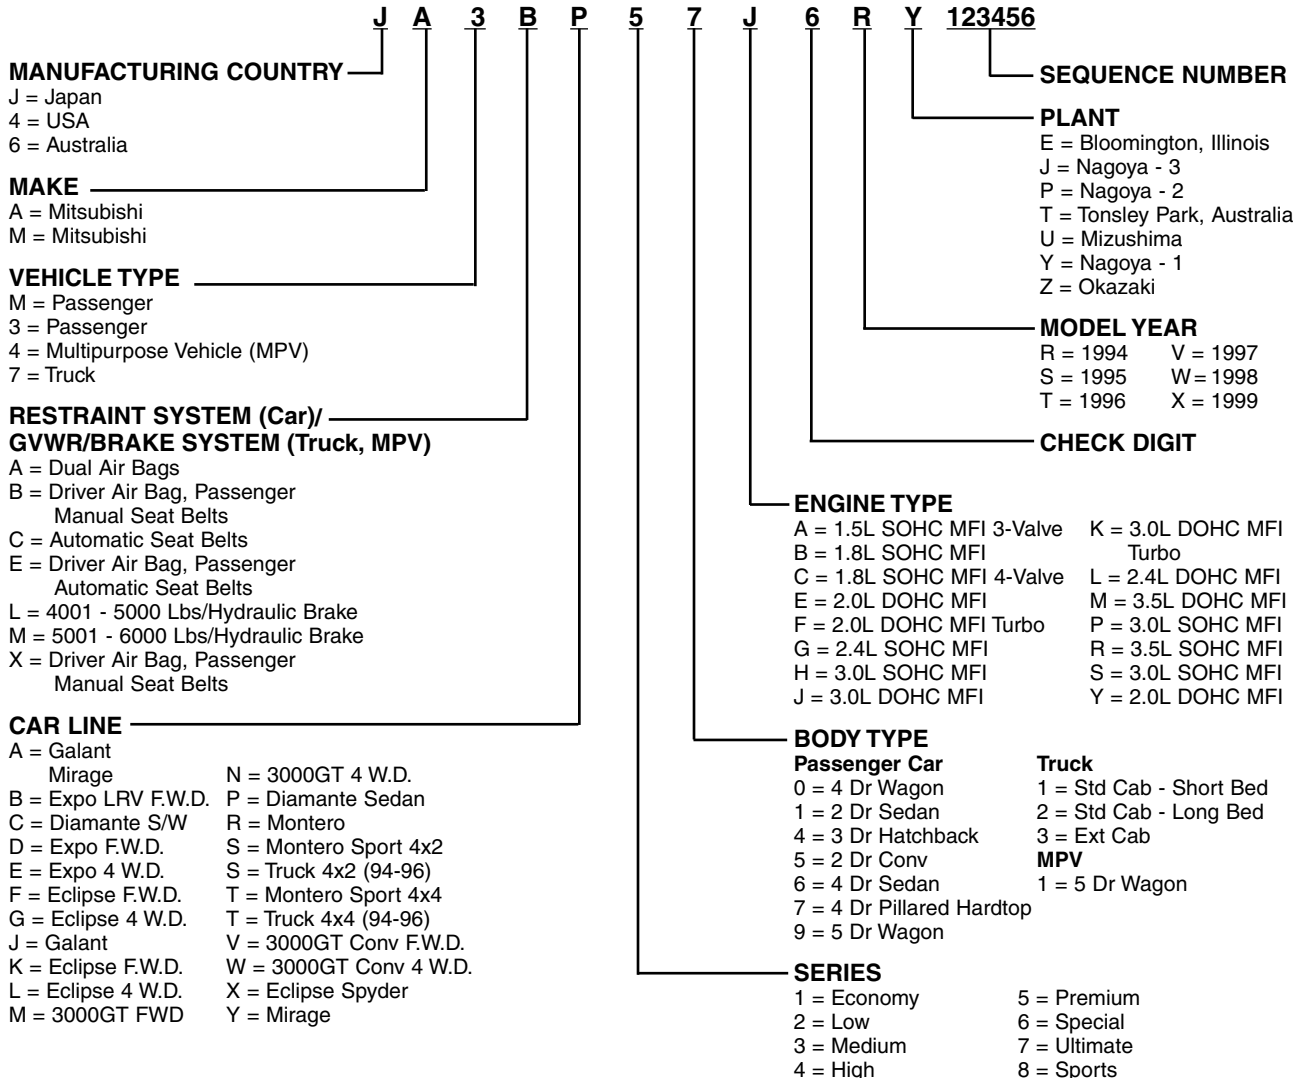 J A 3 B P 5 7 J 6 R Y 123456
MANUFACTURING COUNTRY
J = Japan
4 = USA
6 = Australia
MAKE
A = Mitsubishi
M = Mitsubishi
VEHICLE TYPE
M = Passenger
3 = Passenger
4 = Multipurpose Vehicle (MPV)
7 = Truck
RESTRAINT SYSTEM (Car)/
GVWR/BRAKE SYSTEM (Truck, MPV)
A = Dual Air Bags
B = Driver Air Bag, Passenger
Manual Seat Belts
C = Automatic Seat Belts
E = Driver Air Bag, Passenger
Automatic Seat Belts
L = 4001 - 5000 Lbs/Hydraulic Brake
M = 5001 - 6000 Lbs/Hydraulic Brake
X = Driver Air Bag, Passenger
Manual Seat Belts
CAR LINE
A = Galant
Mirage
B = Expo LRV F.W.D.
C = Diamante S/W
D = Expo F.W.D.
E = Expo 4 W.D.
F = Eclipse F.W.D.
G = Eclipse 4 W.D.
J = Galant
K = Eclipse F.W.D.
L = Eclipse 4 W.D.
M = 3000GT FWD
N = 3000GT 4 W.D.
P = Diamante Sedan
R = Montero
S = Montero Sport 4x2
S = Truck 4x2 (94-96)
T = Montero Sport 4x4
T = Truck 4x4 (94-96)
V = 3000GT Conv F.W.D.
W = 3000GT Conv 4 W.D.
X = Eclipse Spyder
Y = Mirage
SEQUENCE NUMBER
PLANT
E = Bloomington, Illinois
J = Nagoya - 3
P = Nagoya - 2
T = Tonsley Park, Australia
U = Mizushima
Y = Nagoya - 1
Z = Okazaki
MODEL YEAR
R = 1994 V = 1997
S = 1995 W = 1998
T = 1996 X = 1999
CHECK DIGIT
ENGINE TYPE
A = 1.5L SOHC MFI 3-Valve
B = 1.8L SOHC MFI
C = 1.8L SOHC MFI 4-Valve
E = 2.0L DOHC MFI
F = 2.0L DOHC MFI Turbo
G = 2.4L SOHC MFI
H = 3.0L SOHC MFI
J = 3.0L DOHC MFI
K = 3.0L DOHC MFI
Turbo
L = 2.4L DOHC MFI
M = 3.5L DOHC MFI
P = 3.0L SOHC MFI
R = 3.5L SOHC MFI
S = 3.0L SOHC MFI
Y = 2.0L DOHC MFI
BODY TYPE
Passenger Car
0 = 4 Dr Wagon
1 = 2 Dr Sedan
4 = 3 Dr Hatchback
5 = 2 Dr Conv
6 = 4 Dr Sedan
7 = 4 Dr Pillared Hardtop
9 = 5 Dr Wagon
Truck
1 = Std Cab - Short Bed
2 = Std Cab - Long Bed
3 = Ext Cab
MPV
1 = 5 Dr Wagon
SERIES
1 = Economy
2 = Low
3 = Medium
4 = High
5 = Premium
6 = Special
7 = Ultimate
8 = Sports